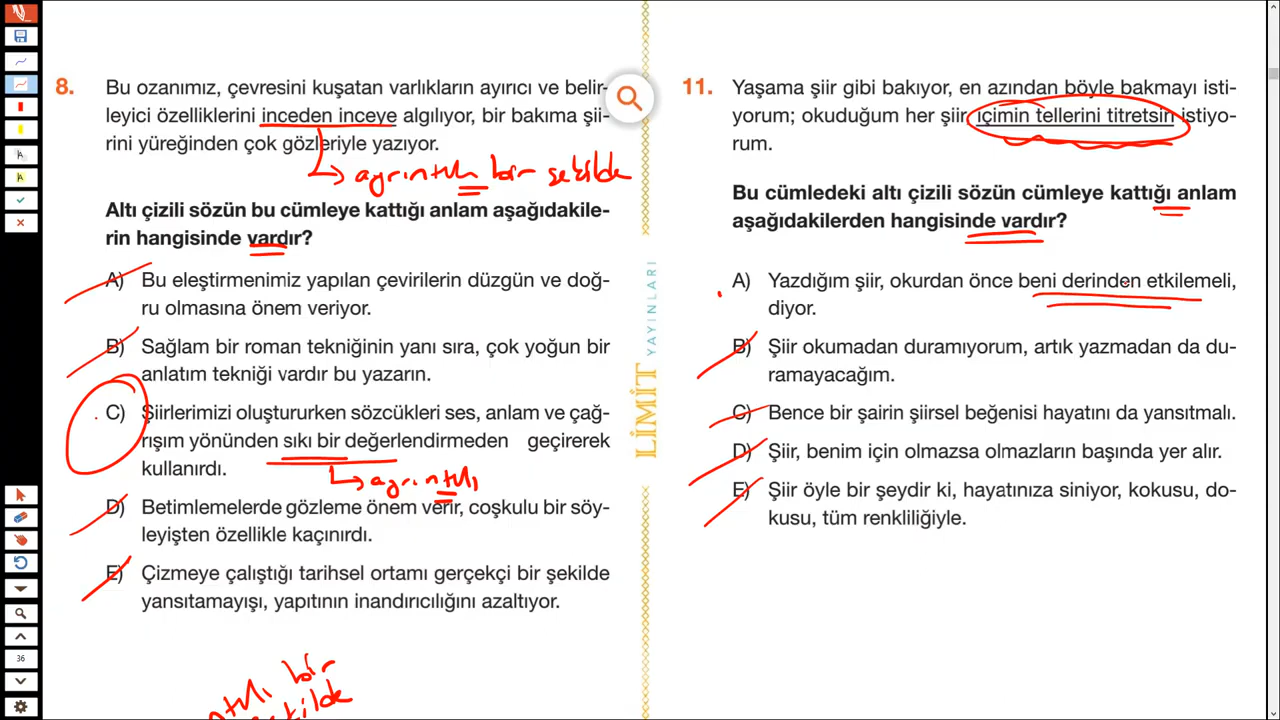 8. Bu ozanımız, çevresini kuşatan varlıkların ayırıcı ve belir-
leyici özelliklerini inceden inceye algılıyor, bir bakıma şii-
rini yüreğinden çok gözleriyle yazıyor.
ayrıntılı bir şekilde
Altı çizili sözün bu cümleye kattığı anlam aşağıdakile-
rin hangisinde vardır?
A) Bu eleştirmenimiz yapılan çevirilerin düzgün ve doğ-
ru olmasına önem veriyor.
B) Sağlam bir roman tekniğinin yanı sıra, çok yoğun bir
anlatım tekniği vardır bu yazarın.
C) Şiirlerimizi oluştururken sözcükleri ses, anlam ve çağ-
rışım yönünden sıkı bir değerlendirmeden geçirerek
kullanırdı.
ayrıntılı
D) Betimlemelerde gözleme önem verir, coşkulu bir söy-
leyişten özellikle kaçınırdı.
E) Çizmeye çalıştığı tarihsel ortamı gerçekçi bir şekilde
yansıtamayışı, yapıtının inandırıcılığını azaltıyor.
bir
LİMİT YAYINLARI
11. Yaşama şiir gibi bakıyor, en azından böyle bakmayı isti-
yorum; okuduğum her şiir içimin tellerini titretsin istiyo-
rum.
Bu cümledeki altı çizili sözün cümleye kattığı anlam
aşağıdakilerden hangisinde vardır?
A) Yazdığım şiir, okurdan önce beni derinden etkilemeli,
diyor.
B) Şiir okumadan duramıyorum, artık yazmadan da du-
ramayacağım.
C) Bence bir şairin şiirsel beğenisi hayatını da yansıtmalı.
D) Şiir, benim için olmazsa olmazların başında yer alır.
E) Şiir öyle bir şeydir ki, hayatınıza siniyor, kokusu, do-
kusu, tüm renkliliğiyle.
36